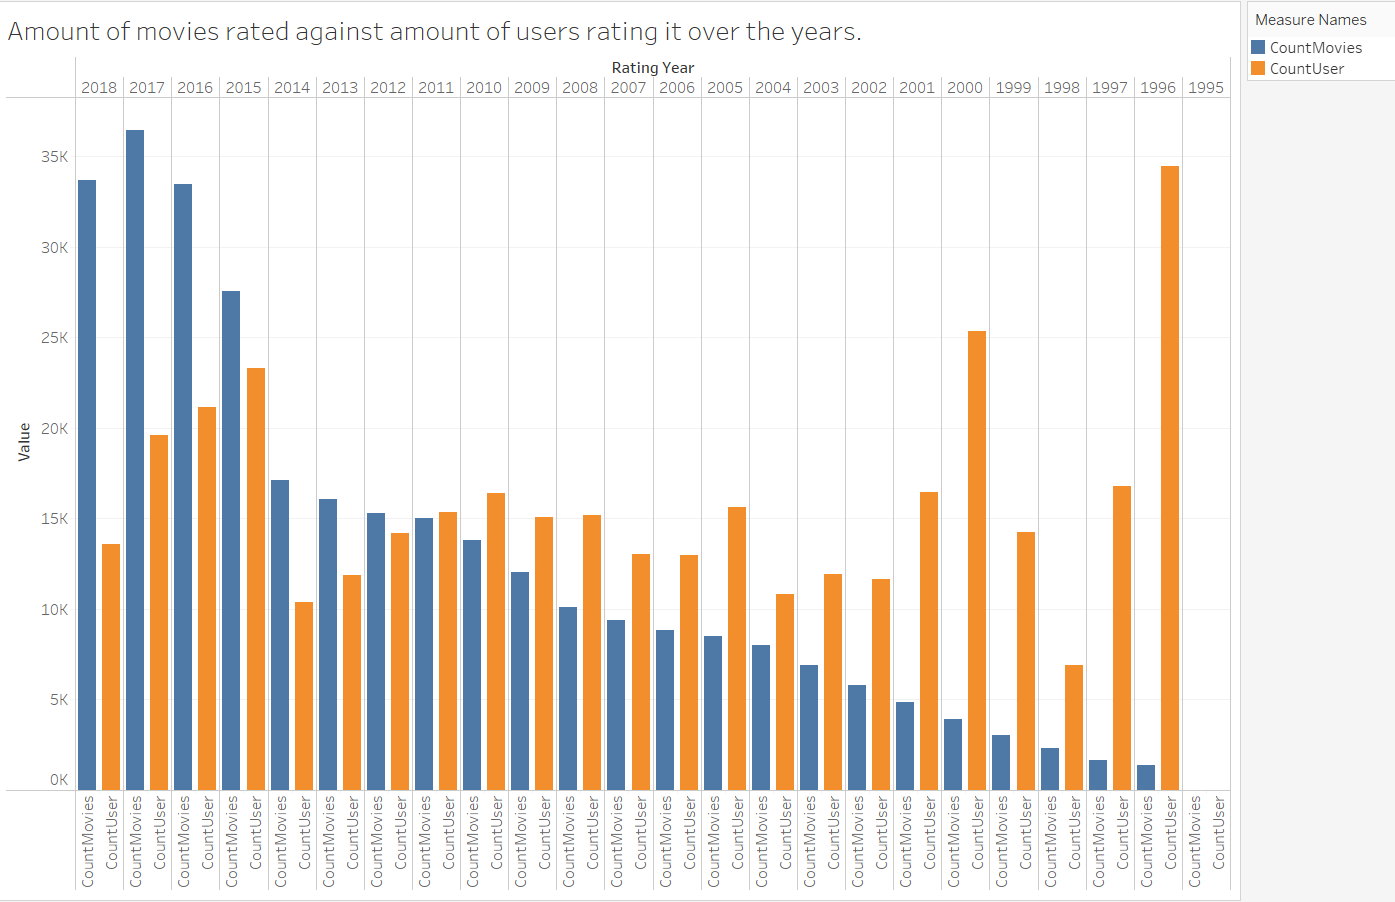 Amount of movies rated against amount of users rating it over the years.
Rating Year
2018 2017 2016 2015 2014 2013 2012 2011 2010 2009 2008 2007 2006 2005 2004 2003 2002 2001 2000 1999 1998 1997 1996 1995
35K
30K
25K
20K
15K
10K
5K
0K
Value
CountMovies CountUser CountMovies CountUser CountMovies CountUser CountMovies CountUser CountMovies CountUser CountMovies CountUser CountMovies CountUser CountMovies CountUser CountMovies CountUser CountMovies CountUser CountMovies CountUser CountMovies CountUser CountMovies CountUser CountMovies CountUser CountMovies CountUser CountMovies CountUser CountMovies CountUser CountMovies CountUser CountMovies CountUser CountMovies CountUser CountMovies CountUser CountMovies CountUser CountMovies CountUser CountMovies CountUser
Measure Names
CountMovies
CountUser